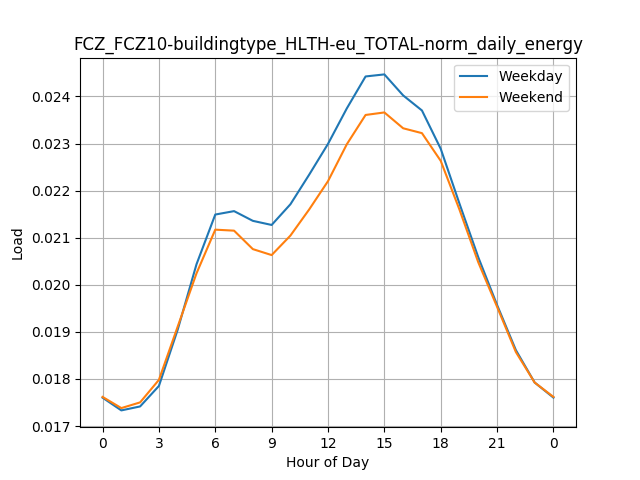 FCZ_FCZ10-buildingtype_HLTH-eu_TOTAL-norm_daily_energy
Weekday
Weekend
0.024
0.023
0.022
0.021
0.020
0.019
0.018
0.017
Load
0 3 6 9 12 15 18 21 0
Hour of Day